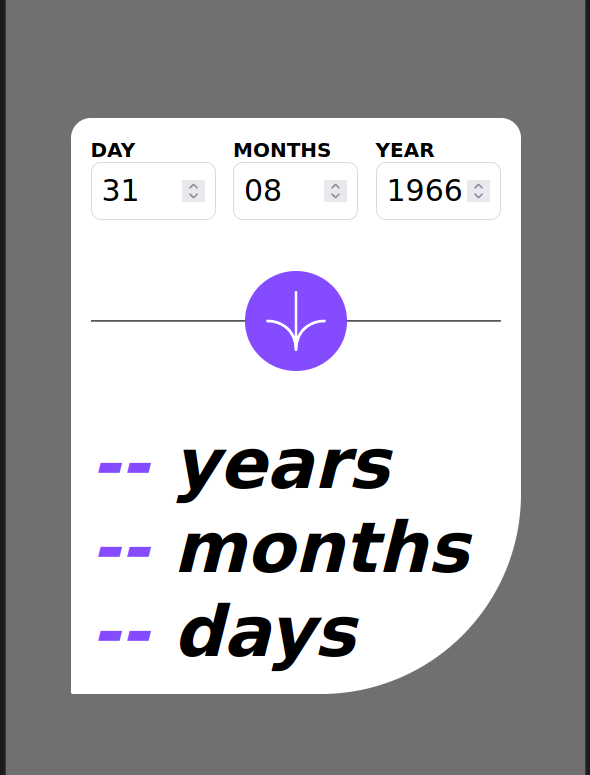 DAY MONTHS YEAR
31 08 1966
-- years
-- months
-- days